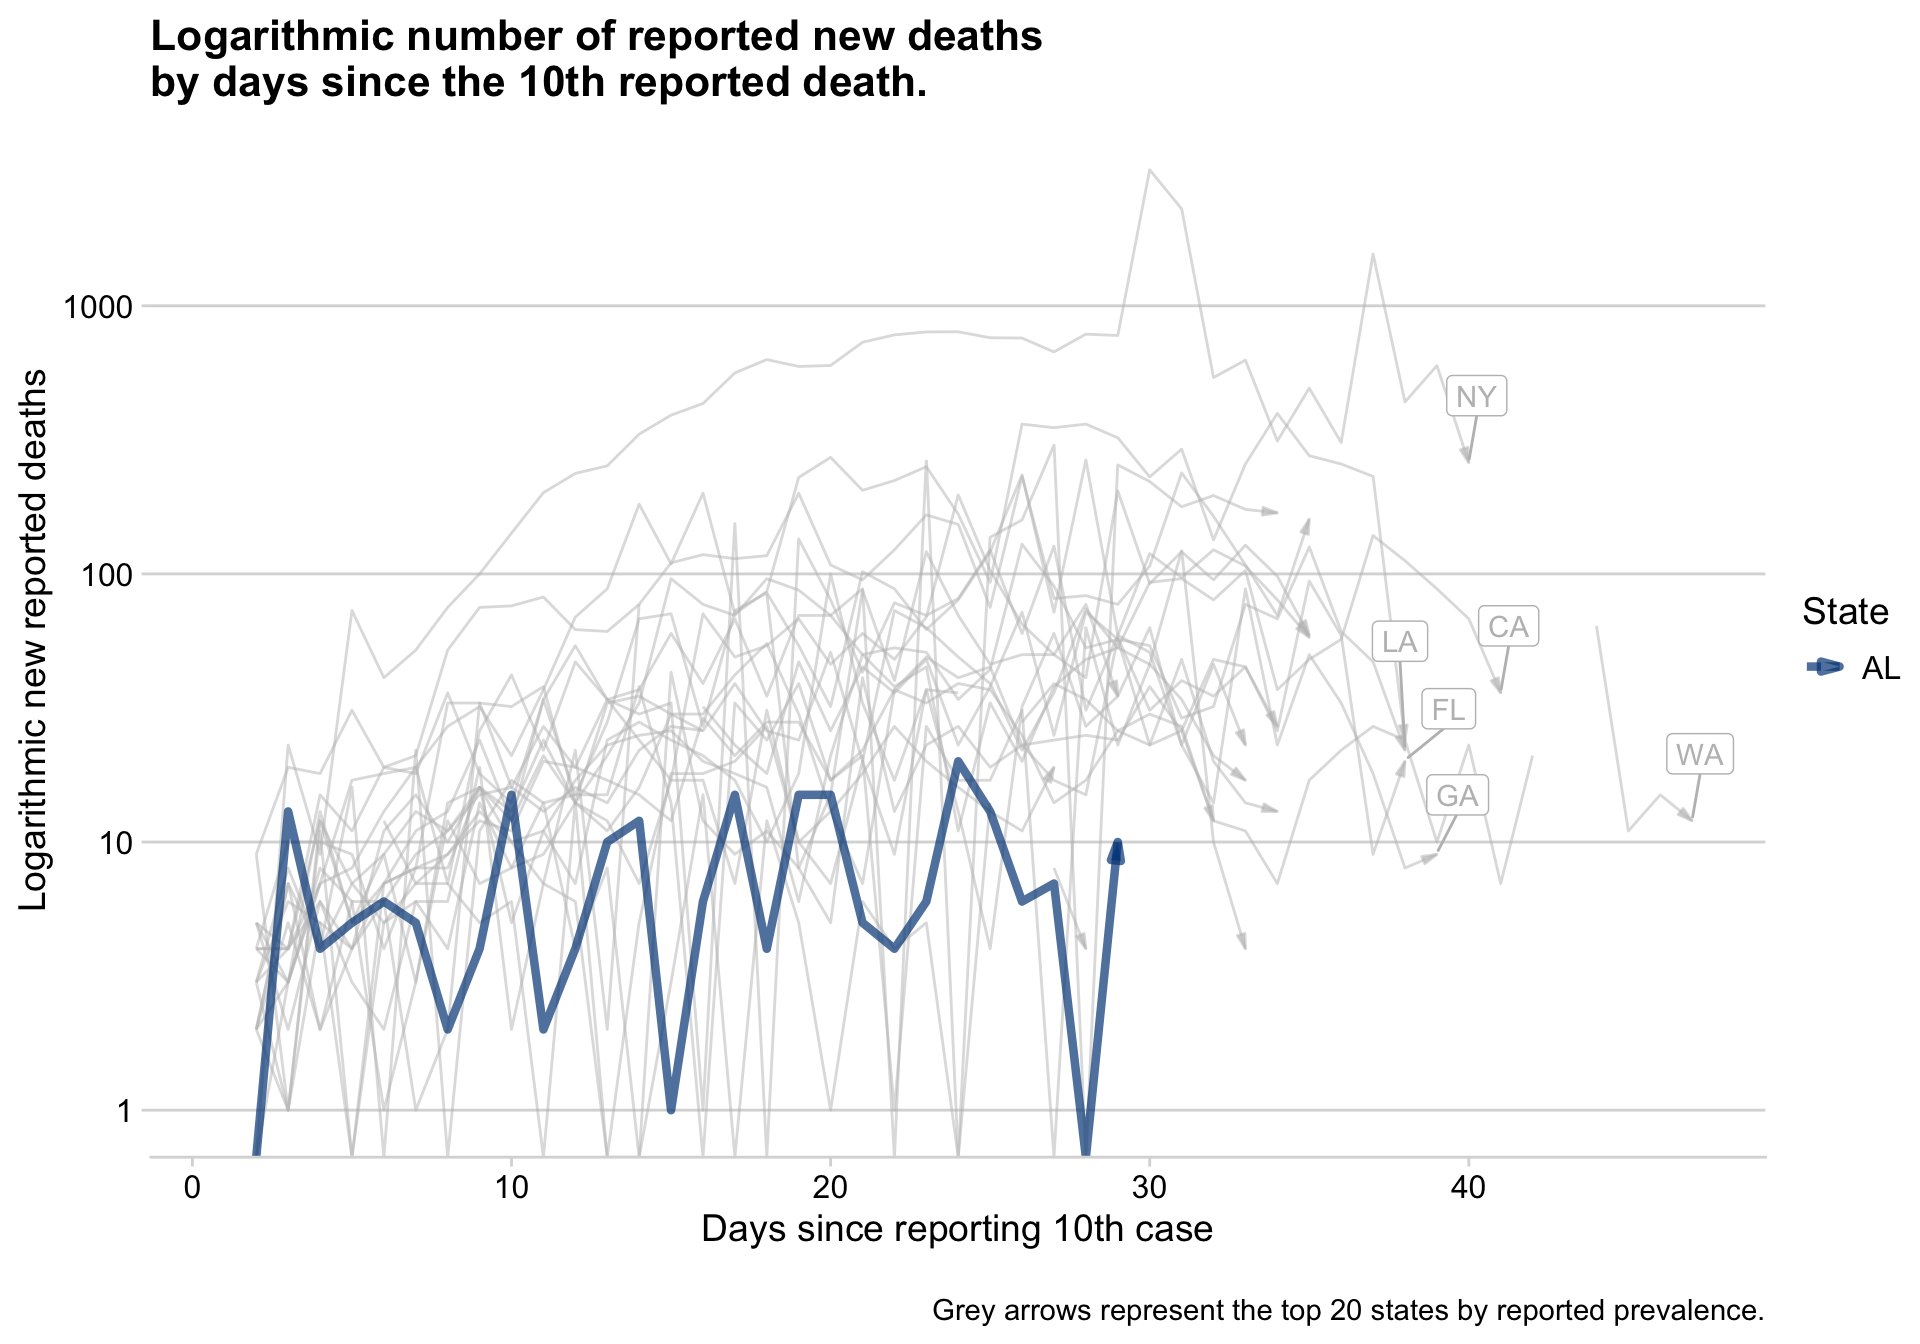 Logarithmic number of reported new deaths
by days since the 10th reported death.
Logarithmic new reported deaths
1000
100
10
1
NY
LA
CA
FL
GA
WA
State
AL
0 10 20 30 40
Days since reporting 10th case
Grey arrows represent the top 20 states by reported prevalence.